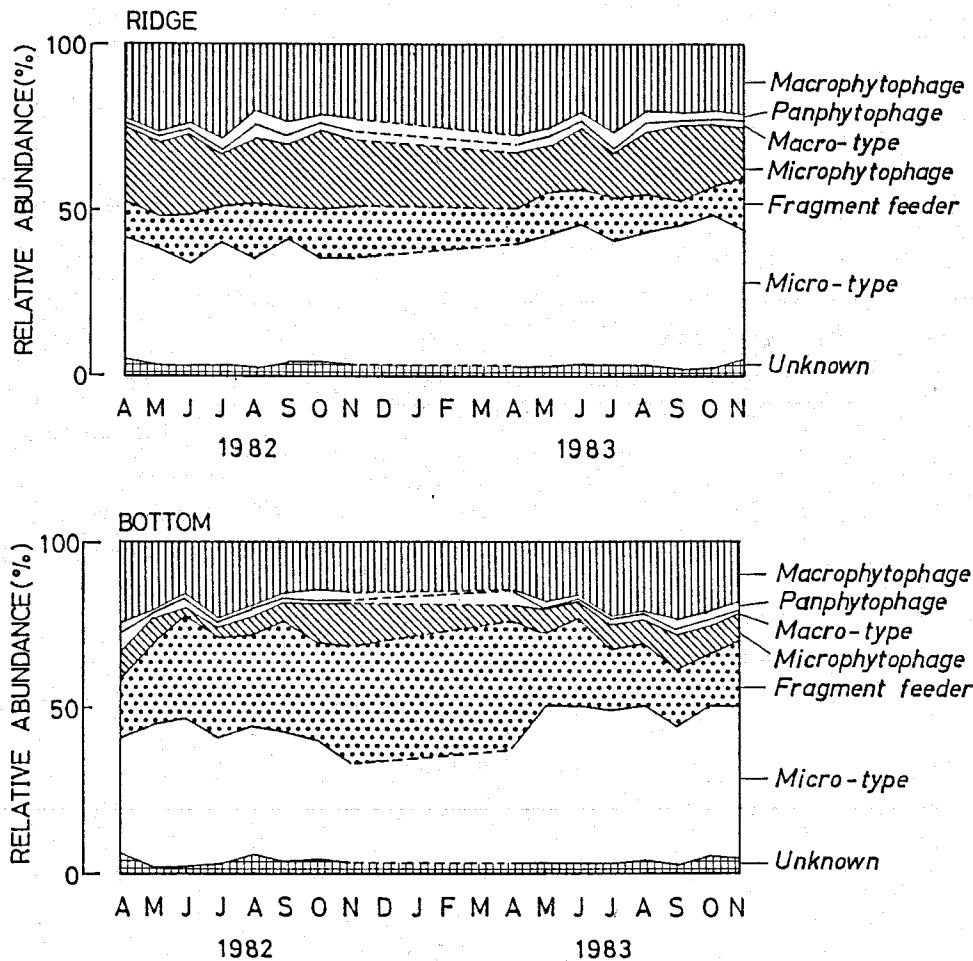 RIDGE
RELATIVE ABUNDANCE (%)
100
50
0
Macrophytophage
Panphytophage
Macro-type
Microphytophage
Fragment feeder
Micro-type
Unknown
A M J J A S O N D J F M A M J J A S O N
1982 1983
BOTTOM
RELATIVE ABUNDANCE (%)
100
50
0
Macrophytophage
Panphytophage
Macro-type
Microphytophage
Fragment feeder
Micro-type
Unknown
A M J J A S O N D J F M A M J J A S O N
1982 1983